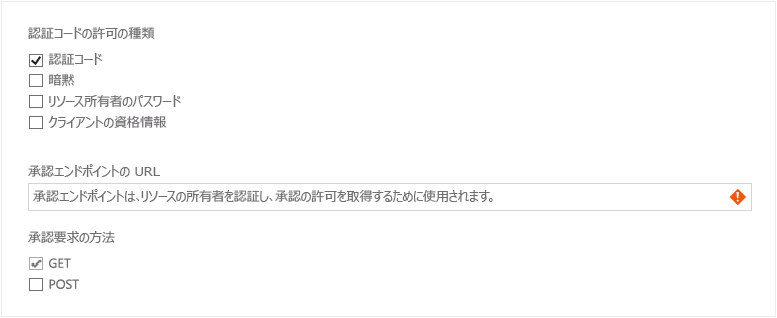 認証コードの許可の種類
認証コード
暗黙
リソース所有者のパスワード
クライアントの資格情報
承認エンドポイントの URL
承認エンドポイントは、リソースの所有者を認証し、承認の許可を取得するために使用されます。
承認要求の方法
GET
POST